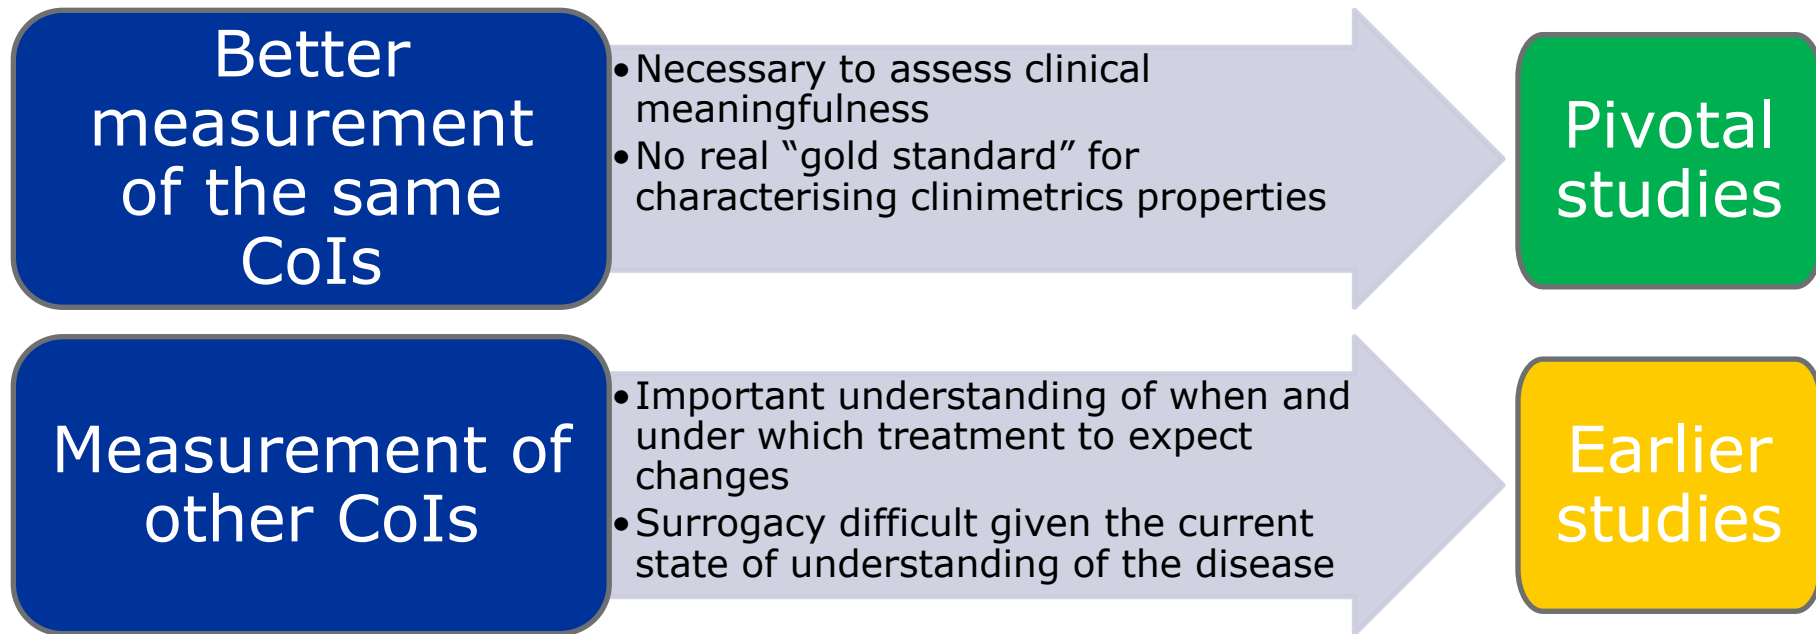 Better
measurement
of the same
CoIs
•Necessary to assess clinical
meaningfulness
•No real “gold standard” for
characterising clinimetrics properties
Pivotal
studies
Measurement of
other CoIs
•Important understanding of when and
under which treatment to expect
changes
•Surrogacy difficult given the current
state of understanding of the disease
Earlier
studies